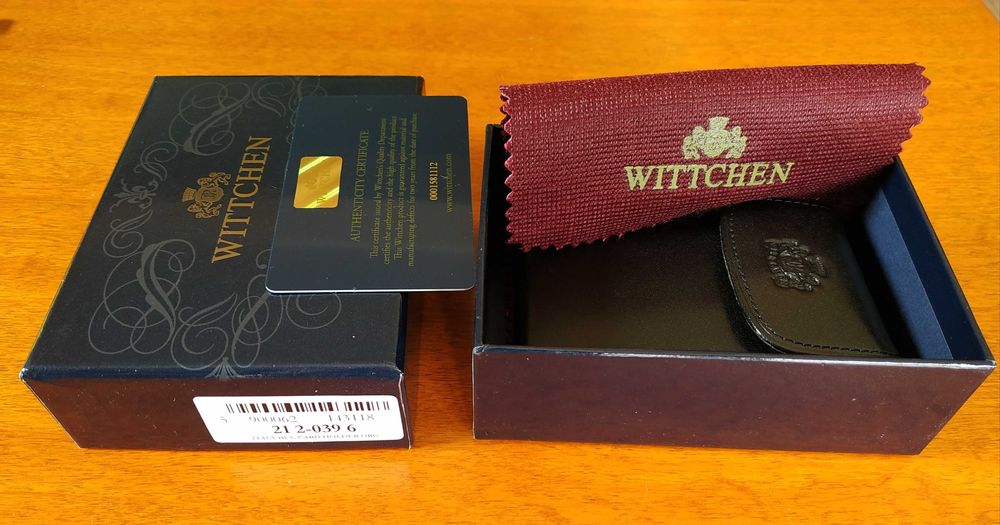 WITTCHEN
AUTHENTICITY CERTIFICATE
This certificate issued by Wittchen's Quality Department
certifies the authenticity and the high quality of the product
This Wittchen product is guaranteed against material and
manufacturing defects for two years from the date of purchase
0001581112
www.wittchen.com
WITTCHEN
5 900062 143118
21 2-039 6